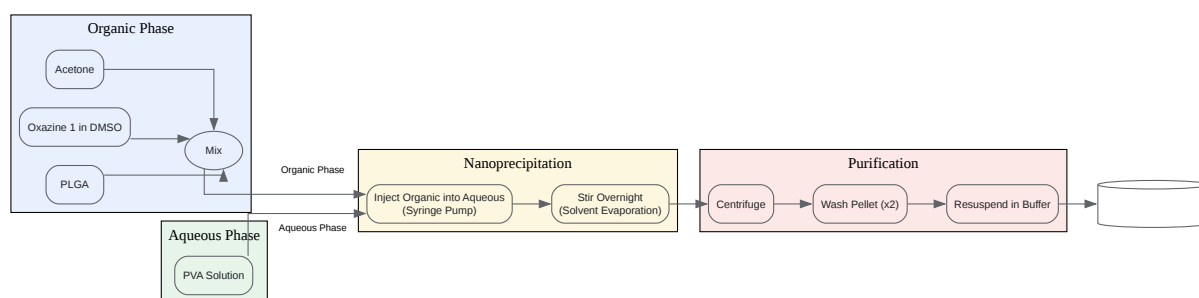 Organic Phase
Acetone
Oxazine 1 in DMSO
Mix
PLGA
Organic Phase
Aqueous Phase
Aqueous Phase
PVA Solution
Nanoprecipitation
Inject Organic into Aqueous
(Syringe Pump)
Stir Overnight
(Solvent Evaporation)
Purification
Centrifuge
Wash Pellet (x2)
Resuspend in Buffer